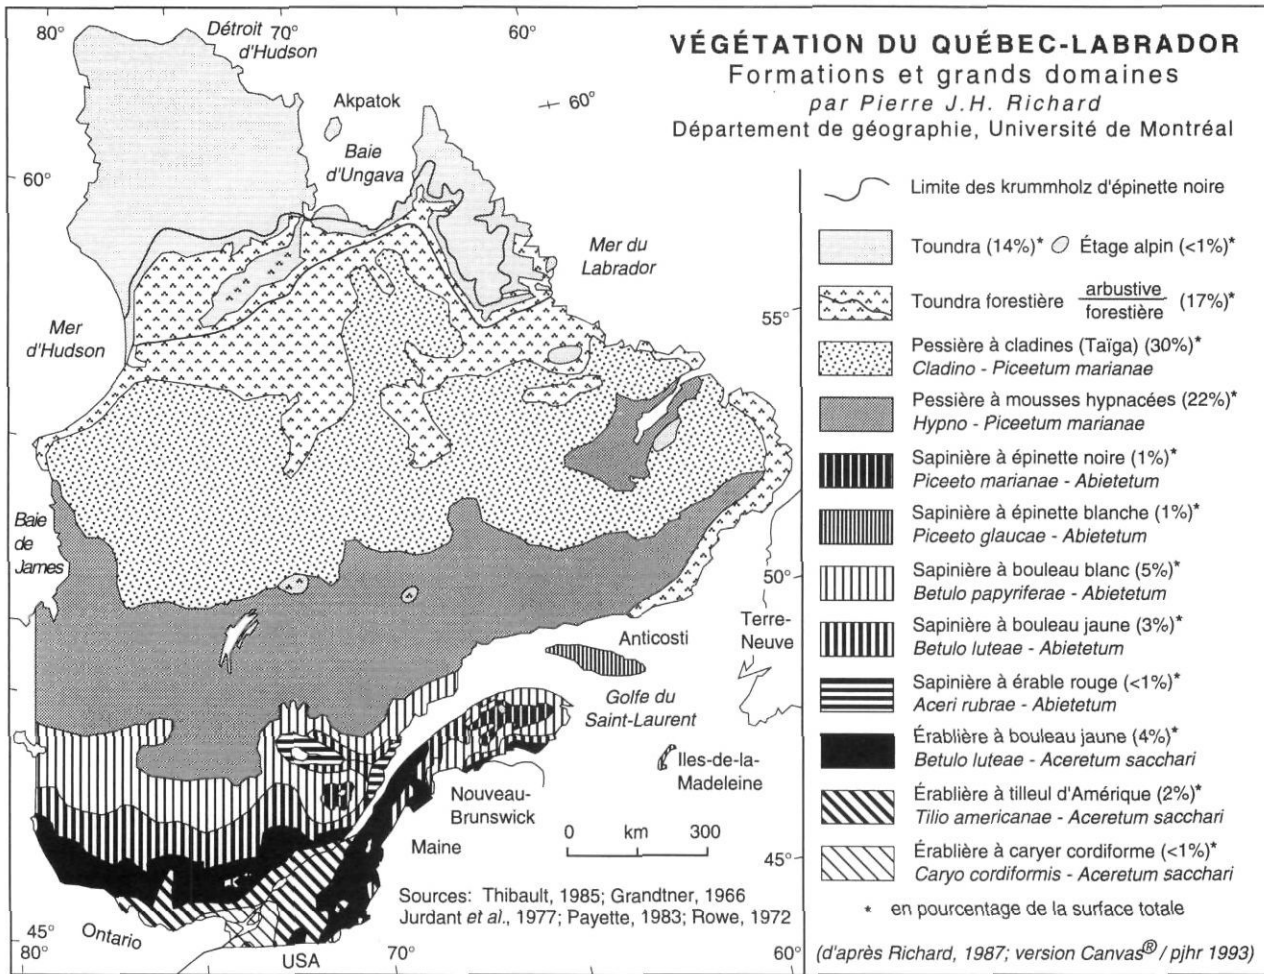 80° Détroit 70° 60°
d'Hudson
Akpatok
60°
Baie
d'Ungava
60°
Mer du
Labrador
Mer
d'Hudson
55°
Baie
de
James
50°
Terre-
Neuve
Anticosti
Golfe du
Saint-Laurent
Iles-de-la-
Madeleine
Nouveau-
Brunswick
0 km 300
Maine
45°
Sources: Thibault, 1985; Grandtner, 1966
Jurdant et al., 1977; Payette, 1983; Rowe, 1972
45°
Ontario
80° USA 70° 60°
VÉGÉTATION DU QUÉBEC-LABRADOR
Formations et grands domaines
par Pierre J.H. Richard
Département de géographie, Université de Montréal
Limite des krummholz d'épinette noire
Toundra (14%)* Étage alpin (<1%)*
Toundra forestière arbustive (17%)*
forestière
Pessière à cladines (Taïga) (30%)*
Cladino - Piceetum marianae
Pessière à mousses hypnacées (22%)*
Hypno - Piceetum marianae
Sapinière à épinette noire (1%)*
Piceeto marianae - Abietetum
Sapinière à épinette blanche (1%)*
Piceeto glaucae - Abietetum
Sapinière à bouleau blanc (5%)*
Betulo papyriferae - Abietetum
Sapinière à bouleau jaune (3%)*
Betulo luteae - Abietetum
Sapinière à érable rouge (<1%)*
Aceri rubrae - Abietetum
Érablière à bouleau jaune (4%)*
Betulo luteae - Aceretum sacchari
Érablière à tilleul d'Amérique (2%)*
Tilio americanae - Aceretum sacchari
Érablière à caryer cordiforme (<1%)*
Caryo cordiformis - Aceretum sacchari
* en pourcentage de la surface totale
(d'après Richard, 1987; version Canvas® / pjhr 1993)